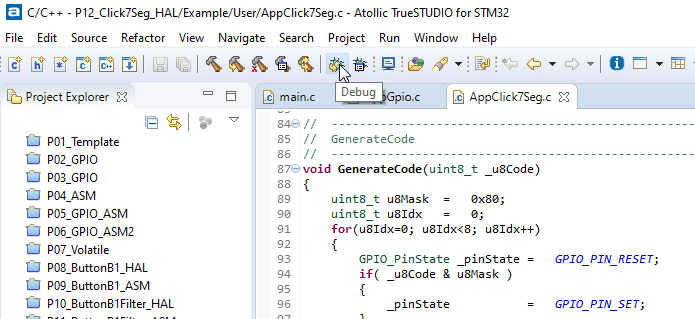 C/C++ - P12_Click7Seg_HAL/Example/User/AppClick7Seg.c - Atollic TrueSTUDIO for STM32
File Edit Source Refactor View Navigate Search Project Run Window Help
Debug
Project Explorer
P01_Template
P02_GPIO
P03_GPIO
P04_ASM
P05_GPIO_ASM
P06_GPIO_ASM2
P07_Volatile
P08_ButtonB1_HAL
P09_ButtonB1_ASM
P10_ButtonB1Filter_HAL
P11_ButtonB1Filter_ASM
main.c
Gpio.c
AppClick7Seg.c
84 // ------------------------------------------------
85 // GenerateCode
86 // ------------------------------------------------
87 void GenerateCode(uint8_t _u8Code)
88 {
89 uint8_t u8Mask = 0x80;
90 uint8_t u8Idx = 0;
91 for(u8Idx=0; u8Idx<8; u8Idx++)
92 {
93 GPIO_PinState _pinState = GPIO_PIN_RESET;
94 if( _u8Code & u8Mask )
95 {
96 _pinState = GPIO_PIN_SET;
97 }